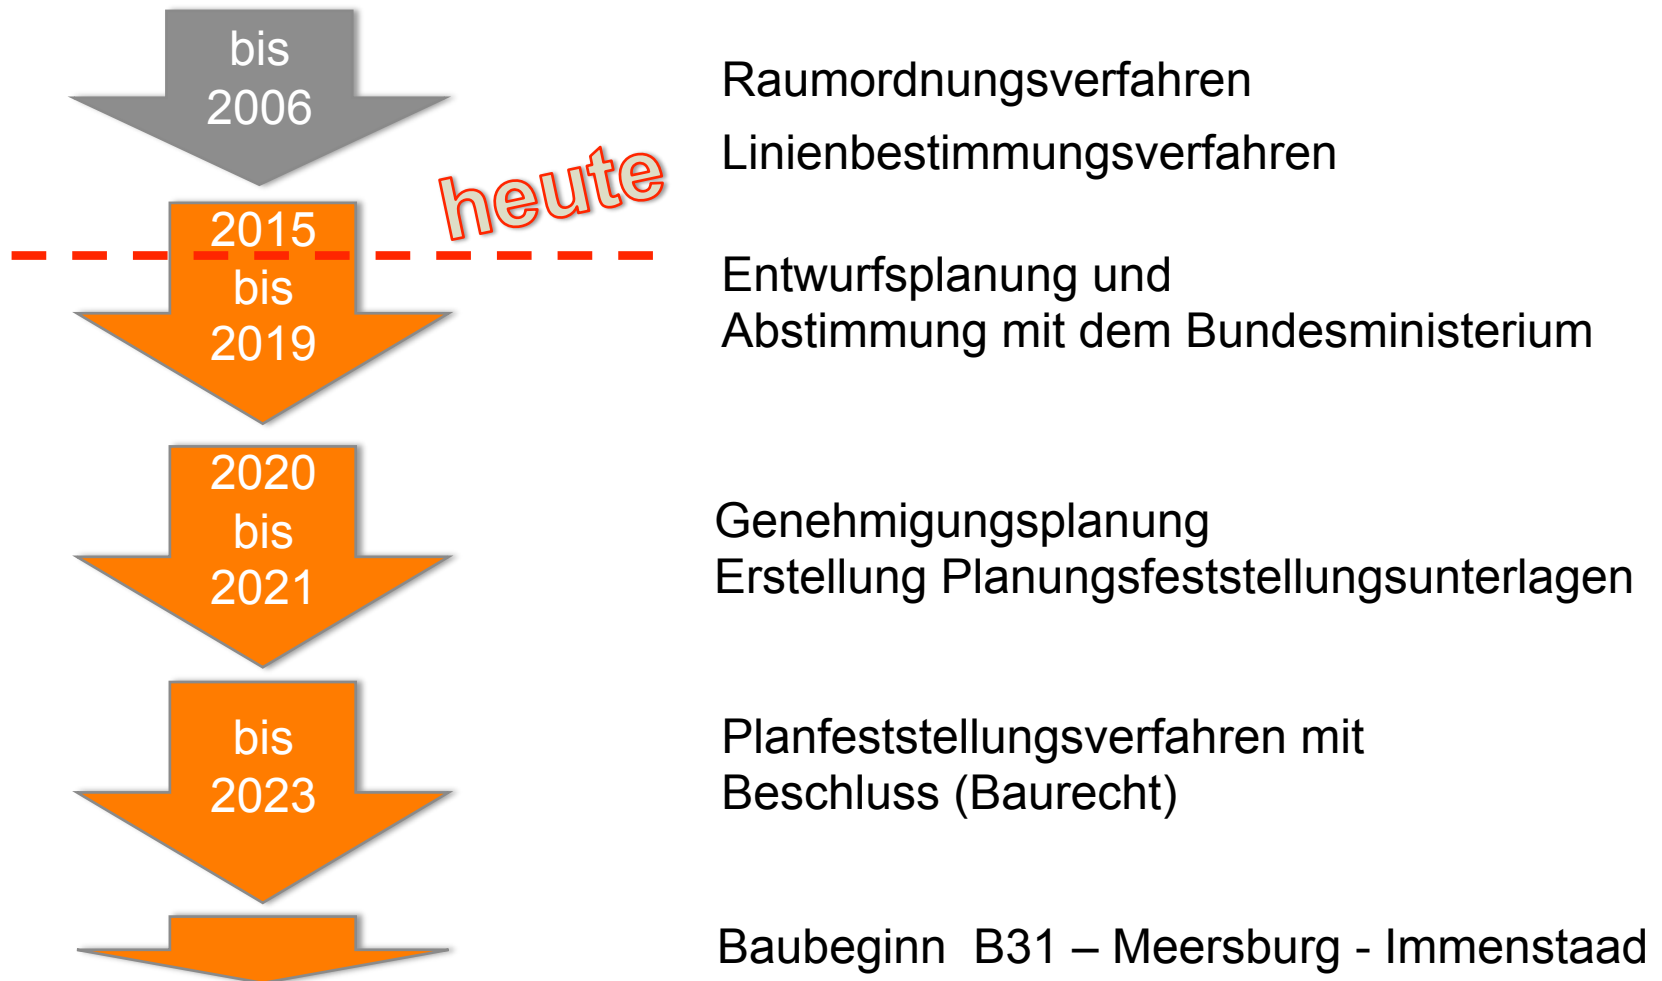 bis
2006
Raumordnungsverfahren
Linienbestimmungsverfahren
heute
2015
bis
2019
Entwurfsplanung und
Abstimmung mit dem Bundesministerium
2020
bis
2021
Genehmigungsplanung
Erstellung Planungsfeststellungsunterlagen
bis
2023
Planfeststellungsverfahren mit
Beschluss (Baurecht)
Baubeginn  B31 – Meersburg - Immenstaad